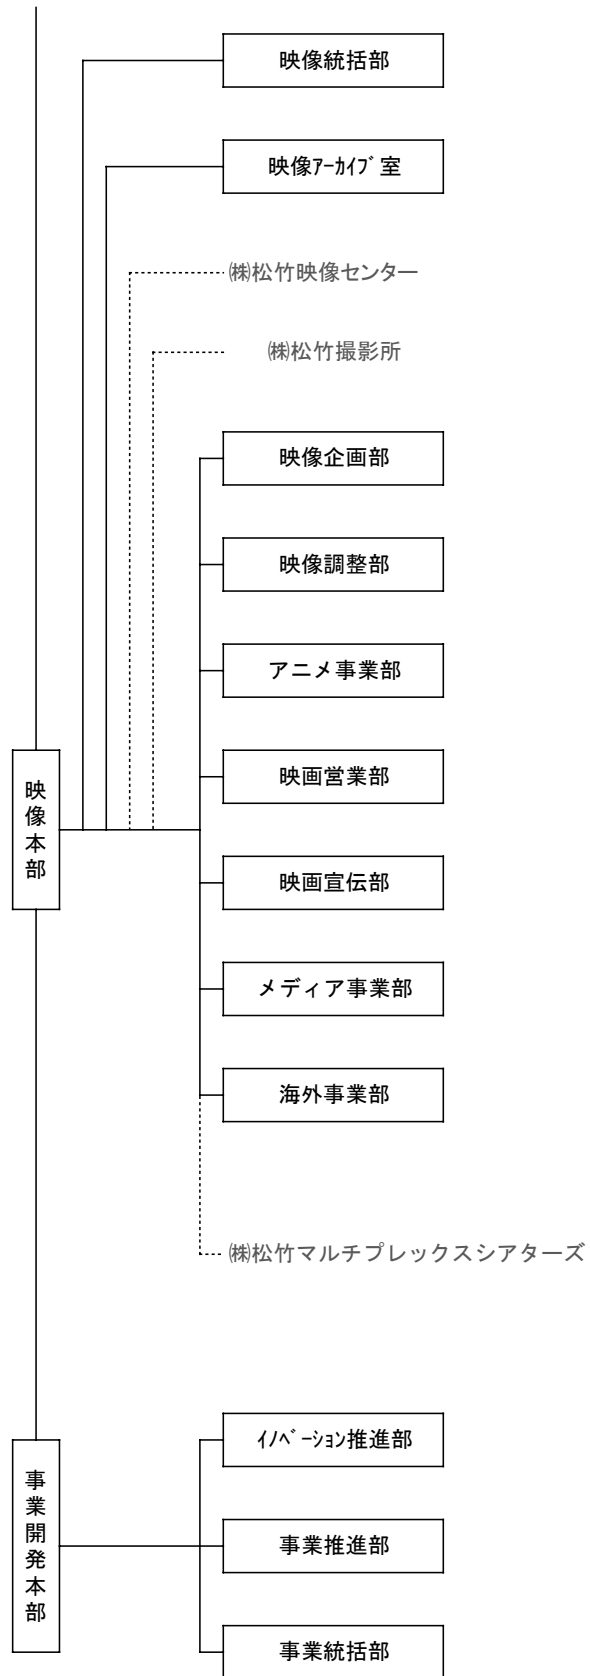 映像統括部
映像ｱｰｶｲﾌﾞ室
㈱松竹映像センター
㈱松竹撮影所
映像企画部
映像調整部
アニメ事業部
映像本部
映画営業部
映画宣伝部
メディア事業部
海外事業部
㈱松竹マルチプレックスシアターズ
事業開発本部
ｲﾉﾍﾞｰｼｮﾝ推進部
事業推進部
事業統括部